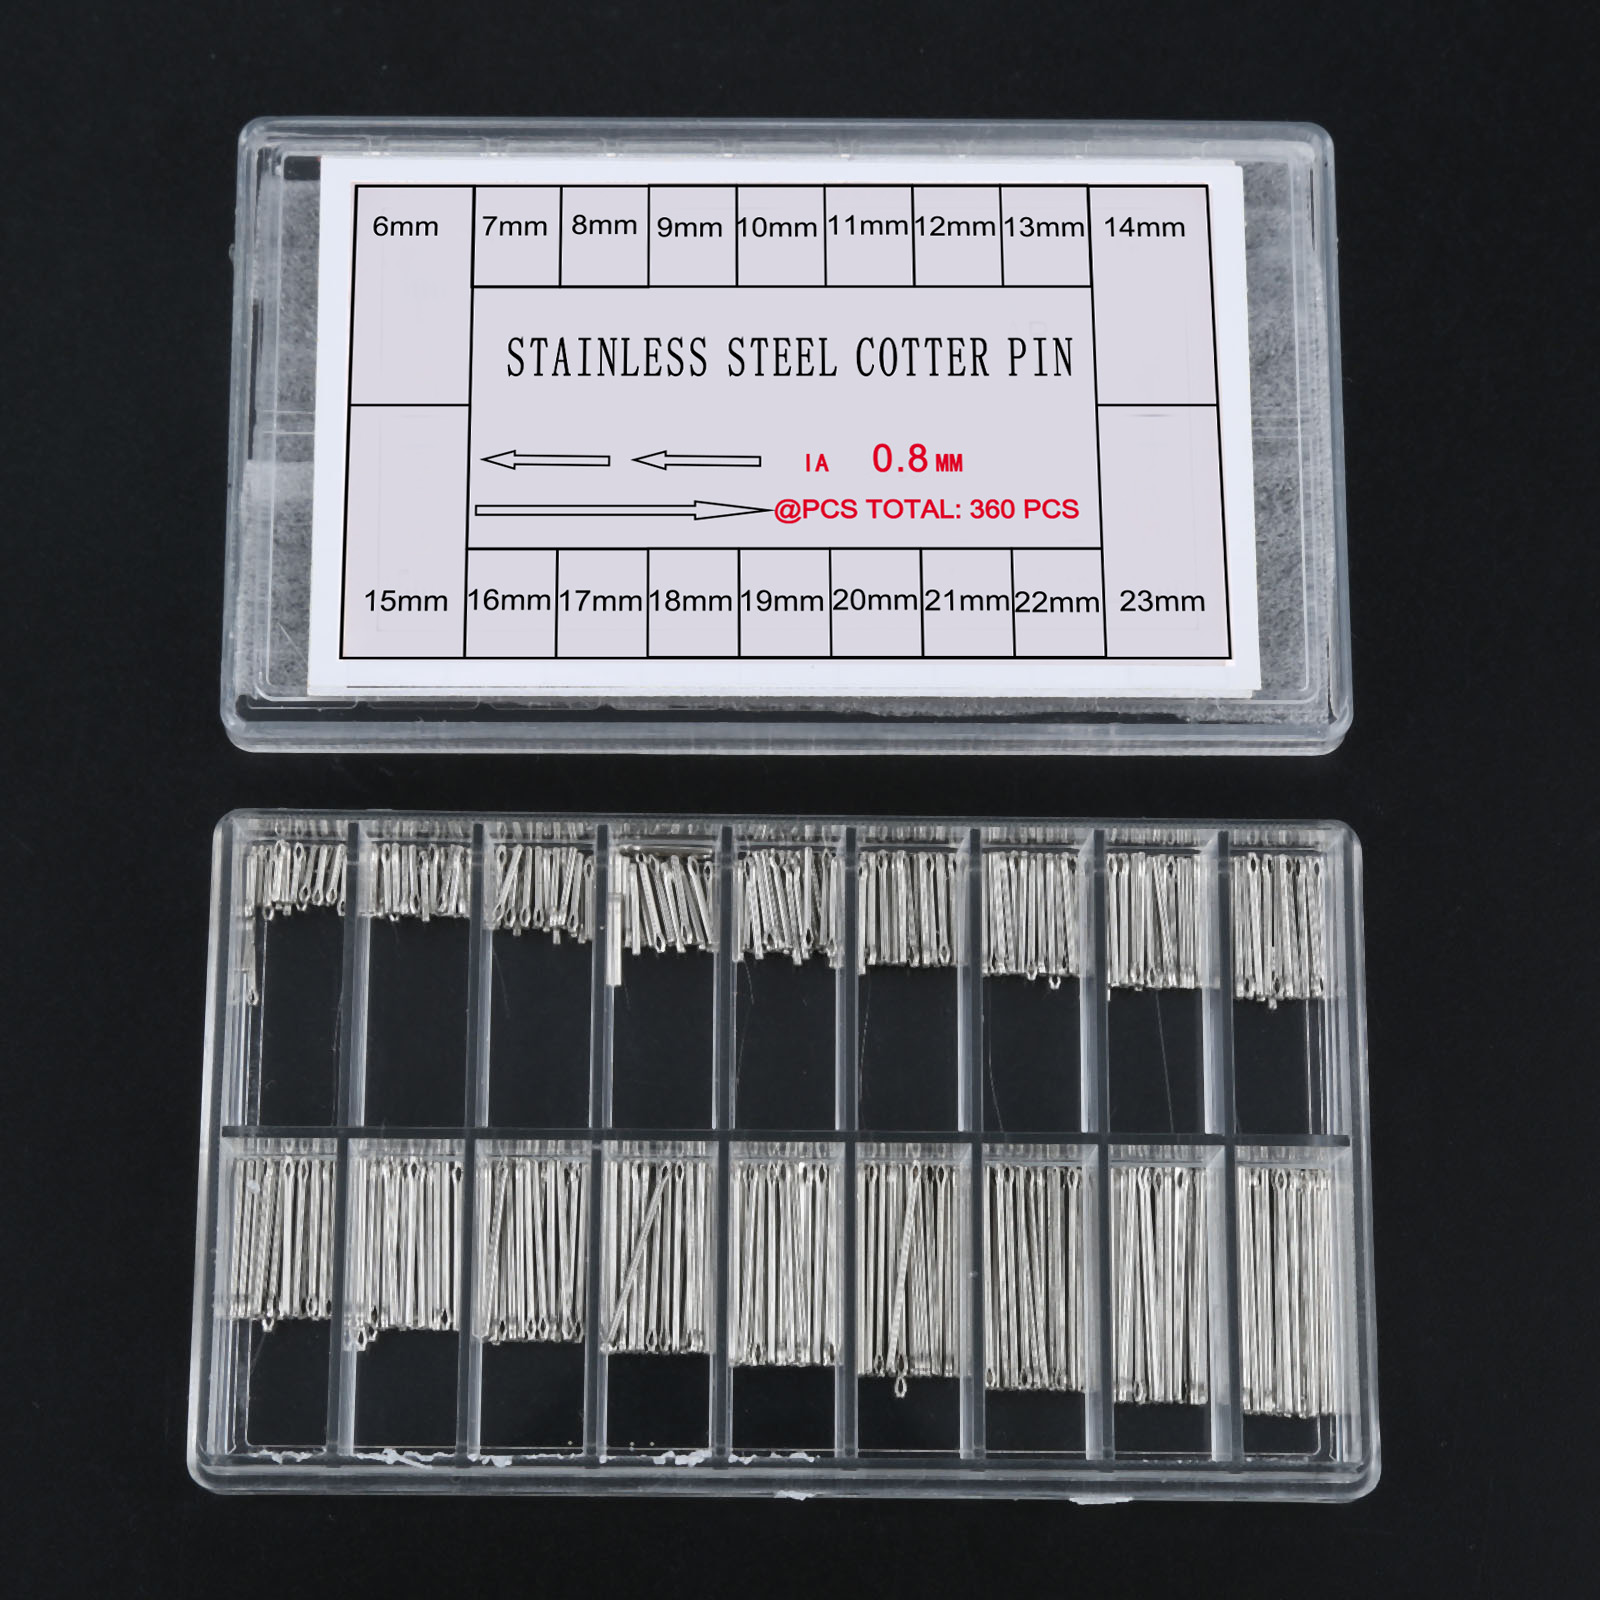 6mm 7mm 8mm 9mm 10mm 11mm 12mm 13mm 14mm
STAINLESS STEEL COTTER PIN
IA 0.8MM
@PCS TOTAL: 360 PCS
15mm 16mm 17mm 18mm 19mm 20mm 21mm 22mm 23mm